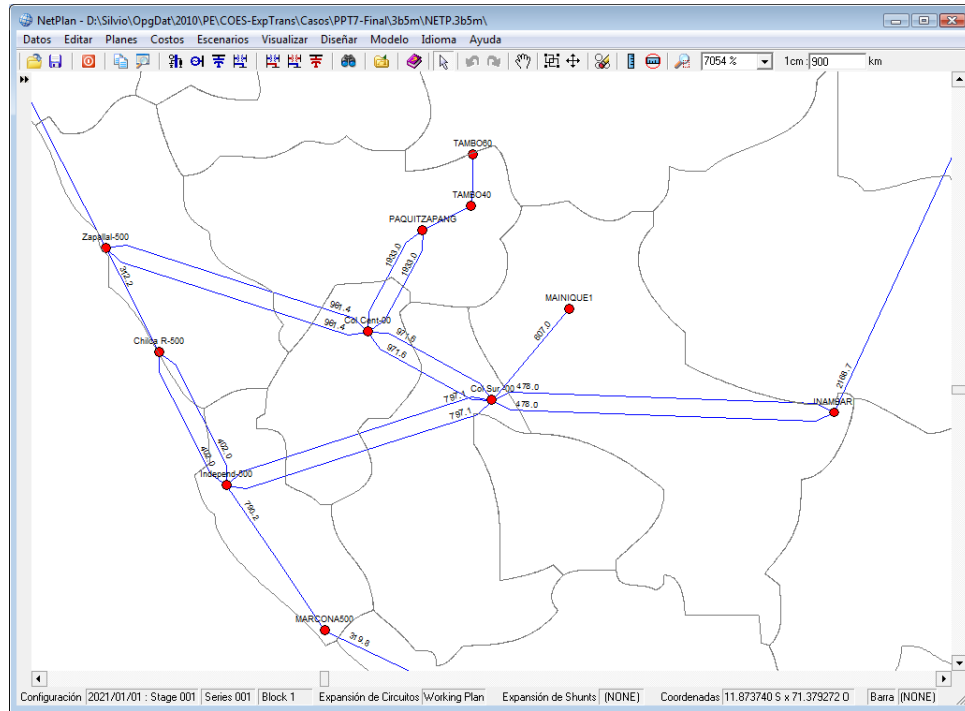 NetPlan - D:\Silvio\OpgDat\2010\PE\COES-ExpTrans\Casos\PPT7-Final\3b5m\NETP.3b5m\
Datos Editar Planes Costos Escenarios Visualizar Diseñar Modelo Idioma Ayuda
7054 % 1cm : 900 km
TAMBO60
TAMBO40
PAQUITZAPANG
Zapallal-500
1933.0
1933.0
312.2
MAINIQUE1
961.4
961.4
Col.Cent-00
607.0
Chilca R-500
971.6
971.6
2168.7
Col Sur -00
478.0
797.1
478.0
INAMBAR
797.1
402.0
402.0
Independ-500
790.2
MARCONA500
319.8
Configuración 2021/01/01 : Stage 001 Series 001 Block 1 Expansión de Circuitos Working Plan Expansión de Shunts (NONE) Coordenadas 11.873740 S x 71.379272 O Barra (NONE)